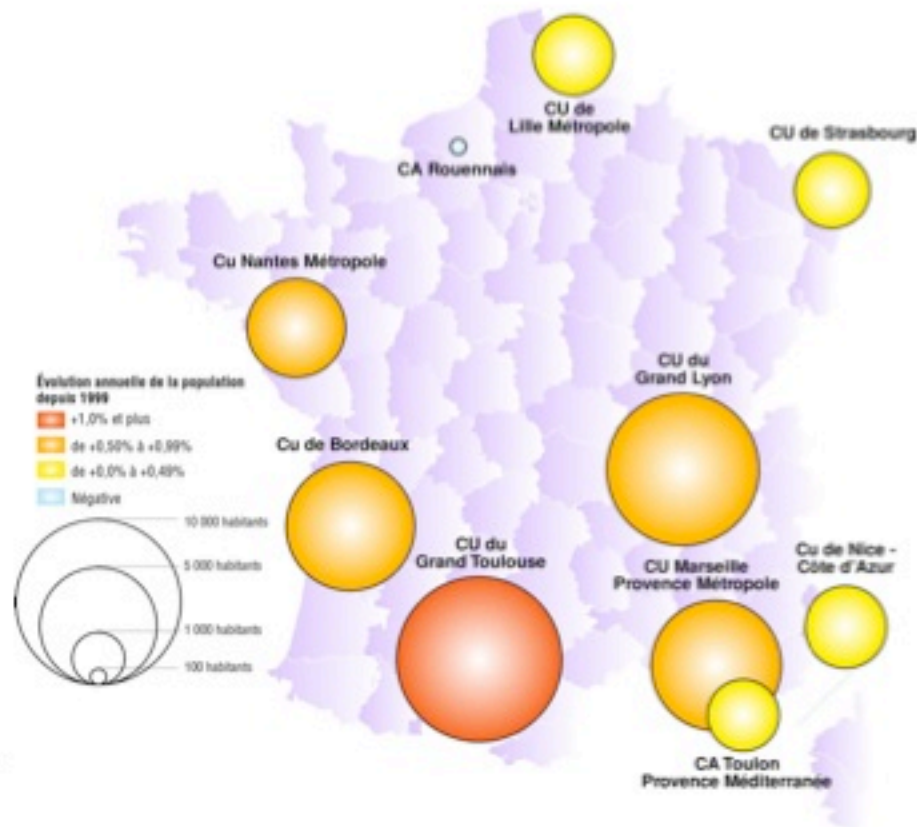 CU de
Lille Métropole
CU de Strasbourg
CA Rouennais
Cu Nantes Métropole
CU du
Grand Lyon
Évolution annuelle de la population
depuis 1999
+1,0% et plus
de +0,50% à +0,99%
de +0,0% à +0,49%
Négative
Cu de Bordeaux
10 000 habitants
5 000 habitants
1 000 habitants
100 habitants
CU du
Grand Toulouse
CU Marseille
Provence Métropole
Cu de Nice -
Côte d'Azur
CA Toulon
Provence Méditerranée